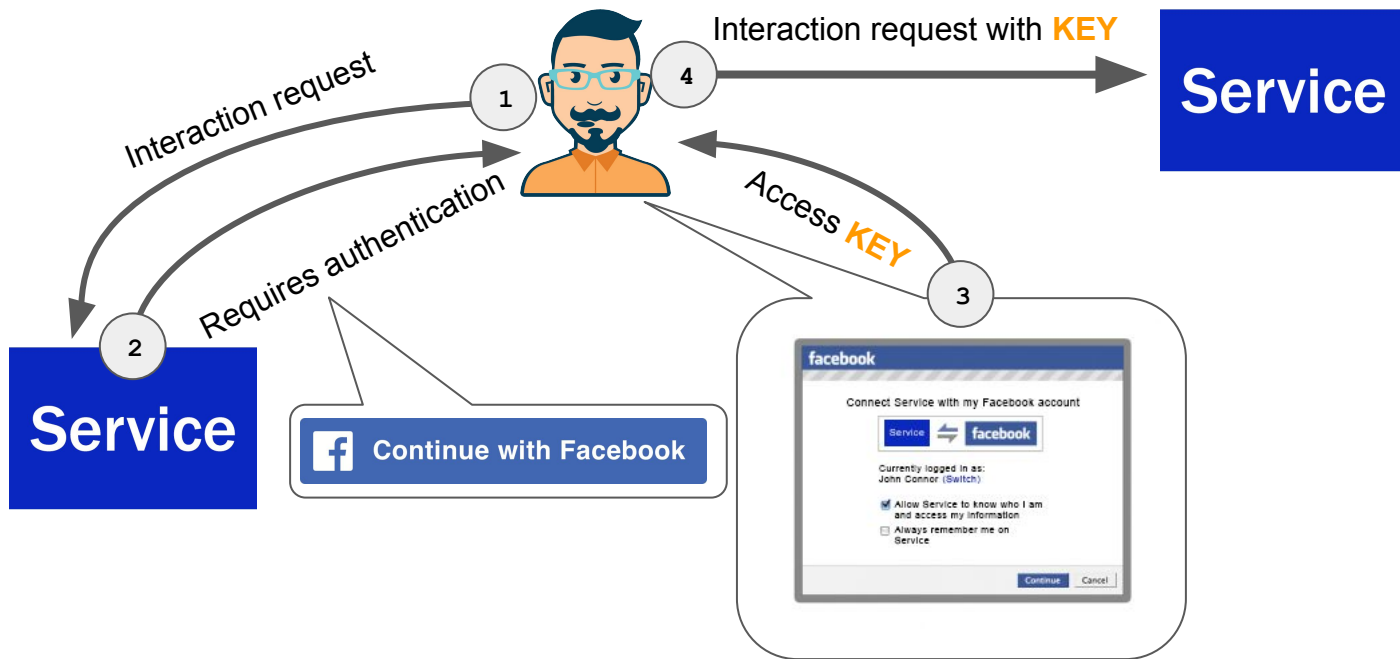 Interaction request with KEY
4
1
Interaction request
Service
Requires authentication
Access KEY
3
2
Service
facebook
Connect Service with my Facebook account
Service facebook
Currently logged in as:
John Connor (Switch)
Allow Service to know who I am
and access my information
Always remember me on
Service
Continue Cancel
f Continue with Facebook